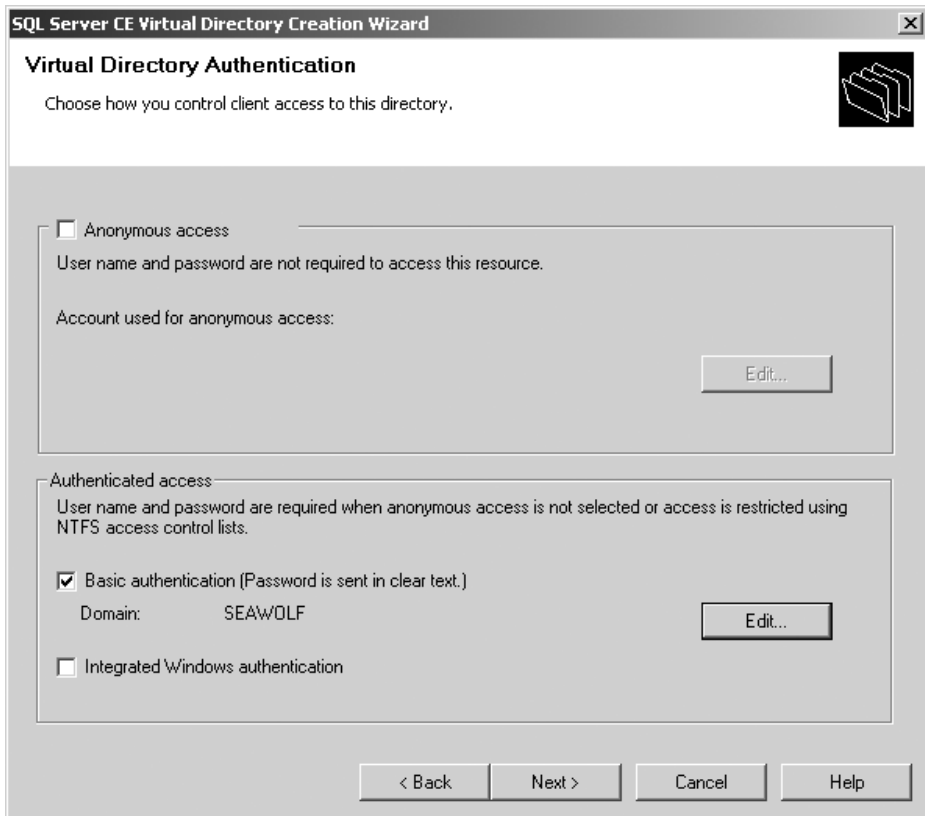 SQL Server CE Virtual Directory Creation Wizard
Virtual Directory Authentication
Choose how you control client access to this directory.
Anonymous access
User name and password are not required to access this resource.
Account used for anonymous access:
Edit...
Authenticated access
User name and password are required when anonymous access is not selected or access is restricted using
NTFS access control lists.
Basic authentication (Password is sent in clear text.)
Domain: SEAWOLF
Edit...
Integrated Windows authentication
< Back Next > Cancel Help